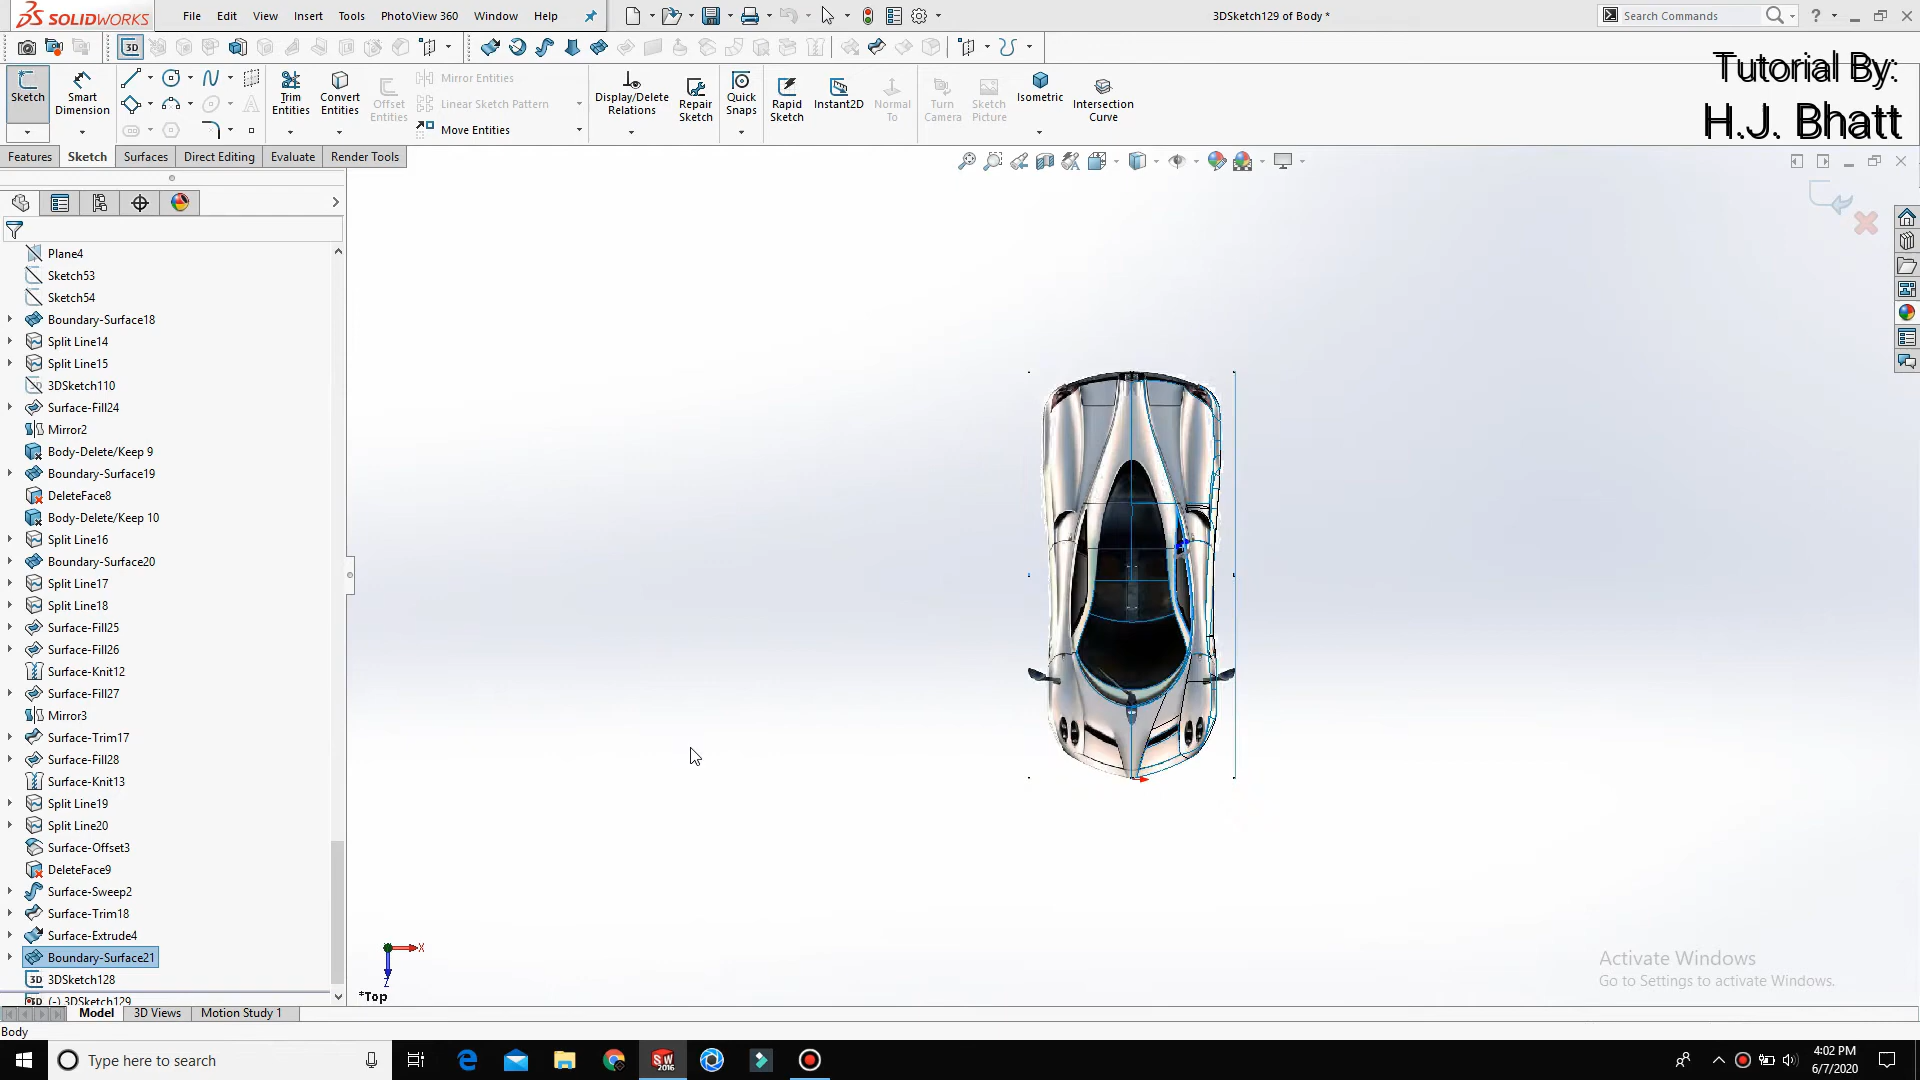 SOLIDWORKS
File Edit View Insert Tools PhotoView 360 Window Help
3DSketch129 of Body *
Search Commands
Tutorial By:
H.J. Bhatt
3D
Sketch
Smart Dimension
Trim Entities
Convert Entities
Offset Entities
Mirror Entities
Linear Sketch Pattern
Move Entities
Display/Delete Relations
Repair Sketch
Quick Snaps
Rapid Sketch
Instant2D
Normal To
Turn Camera
Sketch Picture
Isometric
Intersection Curve
Features Sketch Surfaces Direct Editing Evaluate Render Tools
Plane4
Sketch53
Sketch54
Boundary-Surface18
Split Line14
Split Line15
3DSketch110
Surface-Fill24
Mirror2
Body-Delete/Keep 9
Boundary-Surface19
DeleteFace8
Body-Delete/Keep 10
Split Line16
Boundary-Surface20
Split Line17
Split Line18
Surface-Fill25
Surface-Fill26
Surface-Knit12
Surface-Fill27
Mirror3
Surface-Trim17
Surface-Fill28
Surface-Knit13
Split Line19
Split Line20
Surface-Offset3
DeleteFace9
Surface-Sweep2
Surface-Trim18
Surface-Extrude4
Boundary-Surface21
3D 3DSketch128
3D (-) 3DSketch129
X
Z
*Top
Activate Windows
Go to Settings to activate Windows.
Model 3D Views Motion Study 1
Body
Type here to search
SW 2016
4:02 PM
6/7/2020